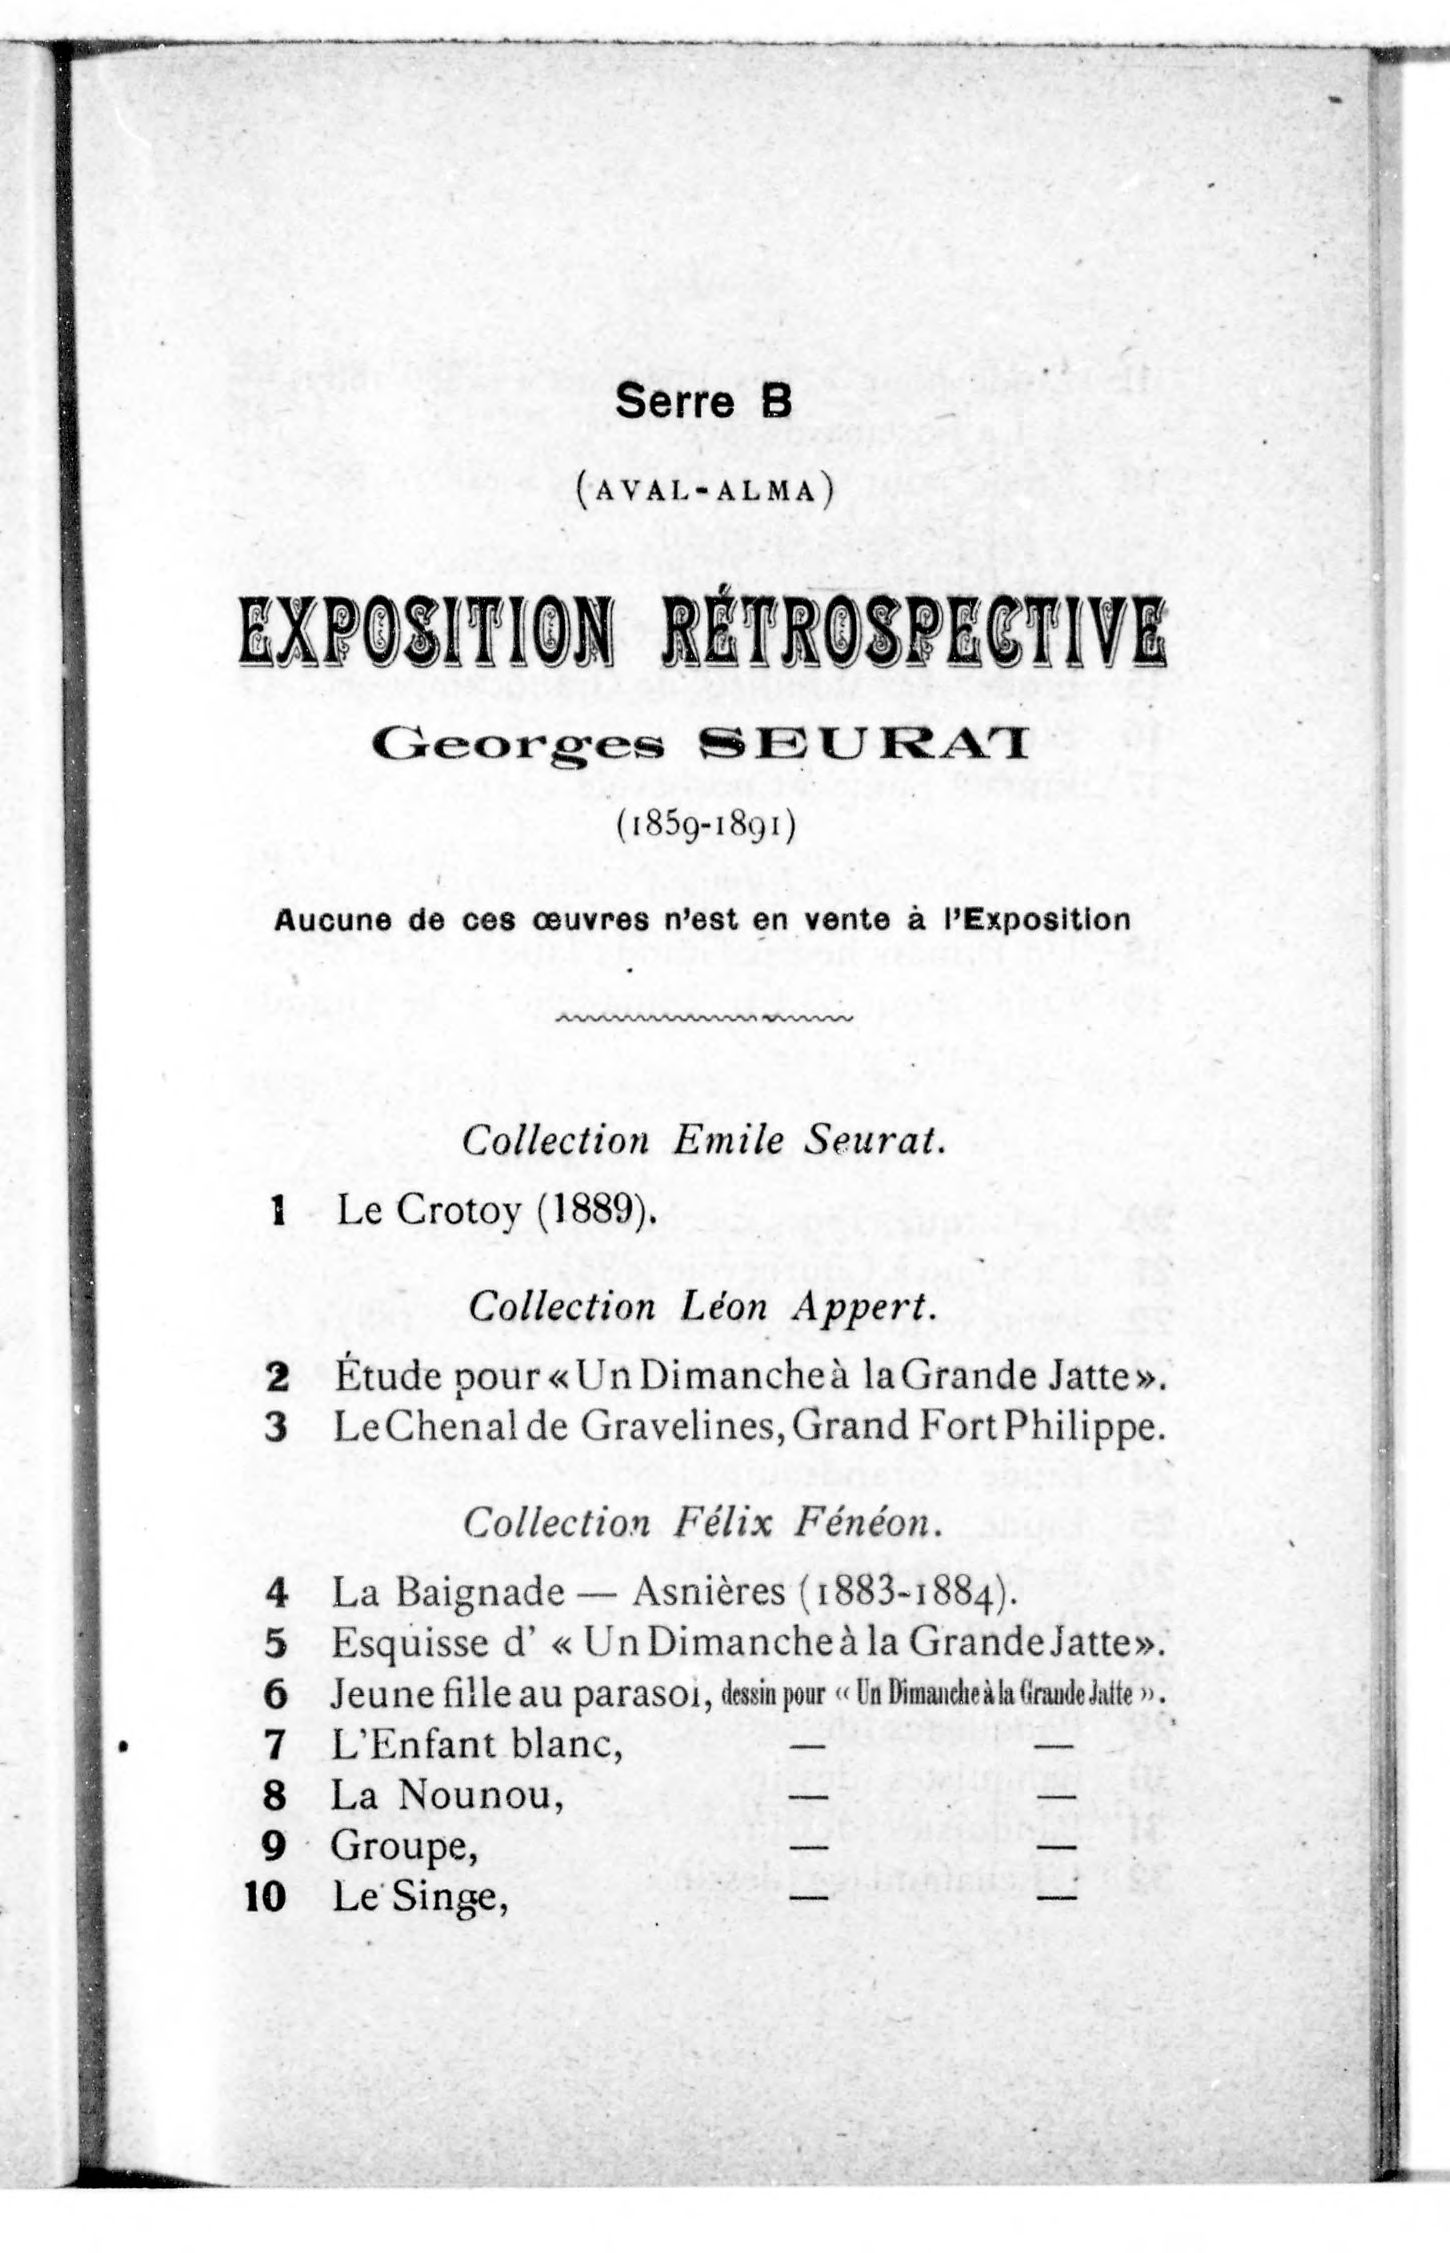 Serre B
(AVAL-ALMA)
EXPOSITION RÉTROSPECTIVE
Georges SEURAT
(1859-1891)
Aucune de ces œuvres n'est en vente à l'Exposition
Collection Emile Seurat.
1 Le Crotoy (1889).
Collection Léon Appert.
2 Étude pour « Un Dimanche à la Grande Jatte ».
3 Le Chenal de Gravelines, Grand Fort Philippe.
Collection Félix Fénéon.
4 La Baignade — Asnières (1883-1884).
5 Esquisse d' « Un Dimanche à la Grande Jatte ».
6 Jeune fille au parasol, dessin pour « Un Dimanche à la Grande Jatte ».
7 L'Enfant blanc, — —
8 La Nounou, — —
9 Groupe, — —
10 Le Singe, — —